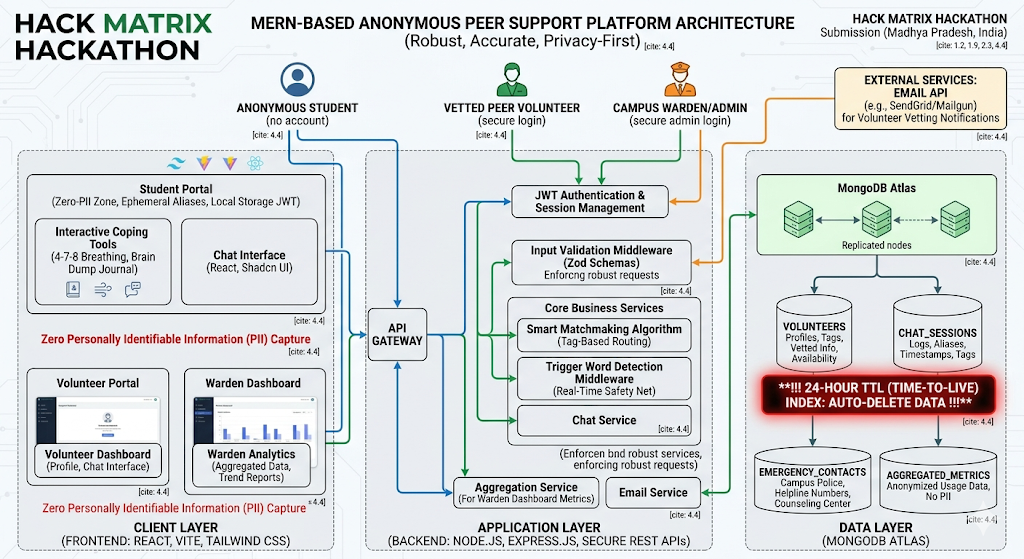 HACK MATRIX
HACKATHON
MERN-BASED ANONYMOUS PEER SUPPORT PLATFORM ARCHITECTURE
(Robust, Accurate, Privacy-First) [cite: 4.4]
HACK MATRIX HACKATHON
Submission (Madhya Pradesh, India)
[cite: 1.2, 1.9, 2.3, 4.4]
ANONYMOUS STUDENT
(no account)
[cite: 4.4]
VETTED PEER VOLUNTEER
(secure login)
[cite: 4.4]
CAMPUS WARDEN/ADMIN
(secure admin login)
[cite: 4.4]
EXTERNAL SERVICES:
EMAIL API
(e.g., SendGrid/Mailgun)
for Volunteer Vetting Notifications
[cite: 4.4]
Student Portal
(Zero-PII Zone, Ephemeral Aliases, Local Storage JWT)
Interactive Coping
Tools
(4-7-8 Breathing, Brain
Dump Journal)
Chat Interface
(React, Shadcn UI)
[cite: 4.4]
Zero Personally Identifiable Information (PII) Capture
[cite: 4.4]
Volunteer Portal
Volunteer Dashboard
(Profile, Chat Interface)
[cite: 4.4]
Warden Dashboard
Warden Analytics
(Aggregated Data,
Trend Reports)
4.4]
Zero Personally Identifiable Information (PII) Capture
CLIENT LAYER
(FRONTEND: REACT, VITE, TAILWIND CSS)
API
GATEWAY
JWT Authentication &
Session Management
Input Validation Middleware
(Zod Schemas)
Enforcng robust requests
[cite: 4.4]
Core Business Services
Smart Matchmaking Algorithm
(Tag-Based Routing)
Trigger Word Detection
Middleware
(Real-Time Safety Net)
Chat Service
[cite: 4.4]
(Enforcen bnd robust services,
enforcing robust requests)
Aggregation Service
(For Warden Dashboard Metrics)
Email Service
[cite: 4.4]
APPLICATION LAYER
(BACKEND: NODE.JS, EXPRESS.JS, SECURE REST APIs)
MongoDB Atlas
Replicated nodes
[cite: 4.4]
VOLUNTEERS
Profiles, Tags,
Vetted Info,
Availability
CHAT_SESSIONS
Logs, Aliases,
Timestamps, Tags
**!!! 24-HOUR TTL (TIME-TO-LIVE)
INDEX: AUTO-DELETE DATA !!!**
[cite: 4.4]
EMERGENCY_CONTACTS
Campus Police,
Helpline Numbers,
Counseling Center
AGGREGATED_METRICS
Anonymized Usage Data,
No PII
[cite: 4.4]
DATA LAYER
(MONGODB ATLAS)